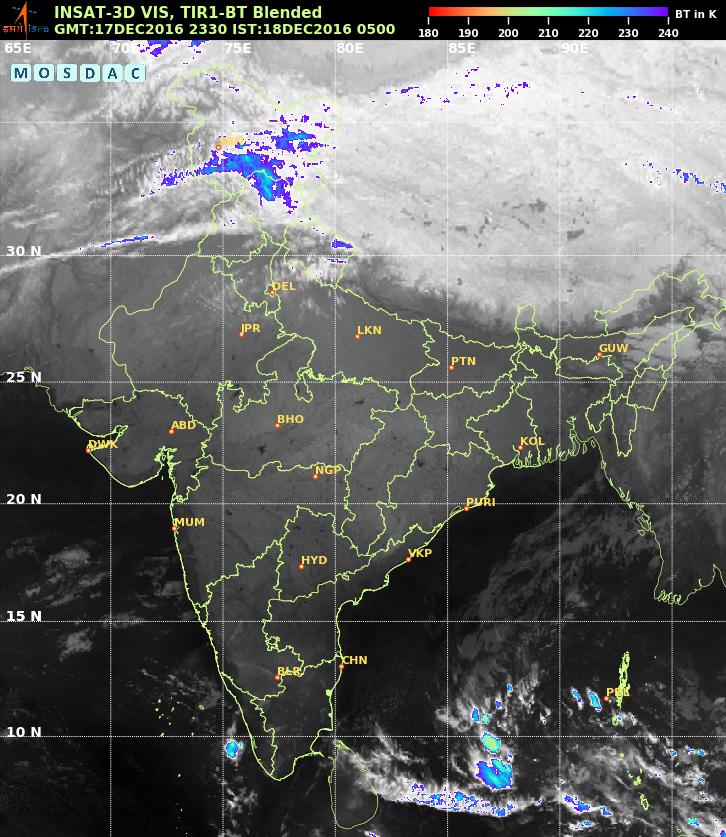 INSAT-3D VIS, TIR1-BT Blended
GMT:17DEC2016 2330 IST:18DEC2016 0500
BT in K
180 190 200 210 220 230 240
65E 70E 75E 80E 85E 90E
M O S D A C
30 N
DEL
JPR
LKN
GUW
PTN
25 N
ABD
BHO
DWK
KOL
NGP
20 N
PURI
MUM
VKP
HYD
15 N
CHN
BLR
10 N